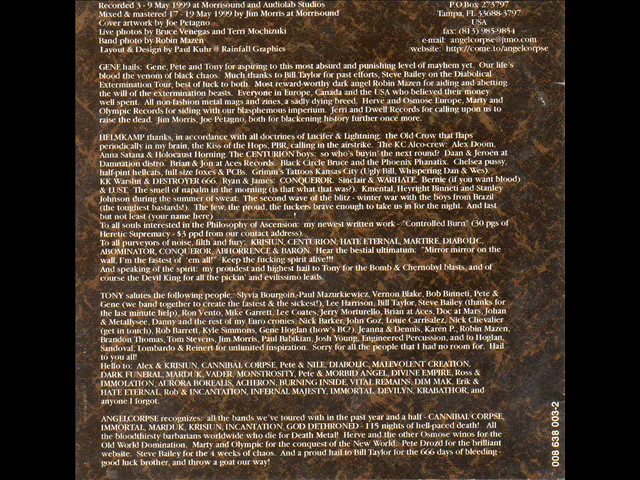 Recorded 3 - 9 May 1999 at Morrisound and Audiolab Studios
Mixed & mastered 17 - 19 May 1999 by Jim Morris at Morrisound
Cover artwork by Joe Petagno
Live photos by Bruce Venegas and Terri Mochizuki
Band photo by Robin Mazen
Layout & Design by Paul Kuhr @ Rainfall Graphics
P.O.Box 273797
Tampa, FL 33688-3797
USA
fax: (813) 985-9854
e-mail: angelcorpse@juno.com
website: http://come.to/angelcorpse
GENE hails: Gene, Pete and Tony for aspiring to this most absurd and punishing level of mayhem yet. Our life's
blood the venom of black chaos. Much thanks to Bill Taylor for past efforts, Steve Bailey on the Diabolical
Extermination Tour, best of luck to both. Most reward-worthy dark angel Robin Mazen for aiding and abetting
the will of the extermination beasts. Everyone in Europe, Canada and the USA who believed their money
well spent. All non-fashion metal mags and zines, a sadly dying breed. Herve and Osmose Europe, Marty and
Olympic Records for siding with our blasphemous imperium. Jerri and Dwell Records for calling upon us to
raise the dead. Jim Morris, Joe Petagno, both for blackening history further once more.
HELMKAMP thanks, in accordance with all doctrines of Lucifer & Lightning: the Old Crow that flaps
periodically in my brain, the Kiss of the Hops, PBR, calling in the airstrike. The KC Alco-crew: Alex Doom,
Anna Satana & Holocaust Horning. The CENTURION boys: so who's buyin' the next round? Daan & Jeroen at
Damnation distro. Brian & Jon at Aces Records. Black Circle Bruce and the Phoenix Phanatix. Chelsea pussy,
half-pint hellcats, full size foxes & PCBs. Grimm's Tattoos Kansas City (Ugly Bill, Whispering Dan & Wes).
KK Warslut & DESTROYER 666. Ryan & James: CONQUEROR. Sinclair & WARHATE. Bernie (if you want blood)
& LUST. The smell of napalm in the morning (is that what that was?). Kmental, Heyright Binneti and Stanley
Johnson during the summer of sweat. The second wave of the blitz - winter war with the boys from Brazil
(the toughest bastards!). The few, the proud, the fuckers brave enough to take us in for the night. And last
but not least (your name here)
To all souls interested in the Philosophy of Ascension: my newest written work - "Controlled Burn" (30 pgs of
Heretic Supremacy - $3 ppd from our contact address).
To all purveyors of noise, filth and fury: KRISIUN, CENTURION, HATE ETERNAL, MARTIRE, DIABOLIC,
ABOMINATOR, CONQUEROR, ABHORRENCE & BARON. Hear the bestial ultimatum: "Mirror mirror on the
wall, I'm the fastest of 'em all!" Keep the fucking spirit alive!!!
And speaking of the spirit: my proudest and highest hail to Tony for the Bomb & Chernobyl blasts, and of
course the Devil King for all the pickin' and evilissimo leads.
TONY salutes the following people: Slyvia Bourgoin, Paul Mazurkiewycz, Vernon Blake, Bob Binneti, Pete &
Gene (we band together to create the fastest & the sickest!), Lee Harrison, Bill Taylor, Steve Bailey (thanks for
the last minute help), Ron Vento, Mike Garrett, Lee Coates, Jerry Morturello, Brian at Aces, Doc at Mars, Johan
& Metallysee, Danny and the rest of my Euro cronies, Nick Barker, John Goz, Louie Carrisalez, Nick Chevalier
(get in touch), Rob Barrett, Kyle Simmons, Gene Hoglan (how's BC?), Jeanna & Dennis, Karen P., Robin Mazen,
Brandon Thomas, Tom Stevens, Jim Morris, Paul Babikian, Josh Young, Engineered Percussion, and to Hoglan,
Sandoval, Lombardo & Reinert for unlimited inspiration. Sorry for all the people that I had no room for. Hail
to you all!
Hello to: Alex & KRISIUN, CANNIBAL CORPSE, Pete & NILE, DIABOLIC, MALEVOLENT CREATION,
DARK FUNERAL, MARDUK, VADER, MONSTROSITY, Pete & MORBID ANGEL, DIVINE EMPIRE, Ross &
IMMOLATION, AURORA BOREALIS, ACHERON, BURNING INSIDE, VITAL REMAINS, DIM MAK, Erik &
HATE ETERNAL, Rob & INCANTATION, INFERNAL MAJESTY, IMMORTAL, DEVILYN, KRABATHOR, and
anyone I forgot.
ANGELCORPSE recognizes: all the bands we've toured with in the past year and a half - CANNIBAL CORPSE,
IMMORTAL, MARDUK, KRISIUN, INCANTATION, GOD DETHRONED - 115 nights of hell-paced death! All
the bloodthirsty barbarians worldwide who die for Death Metal! Herve and the other Osmose winos for the
Old World Domination. Marty and Olympic for the conquest of the New World. Pete Drozd for the brilliant
website. Steve Bailey for the 4 weeks of chaos. And a proud hail to Bill Taylor for the 666 days of bleeding -
good luck brother, and throw a goat our way!
008 638 003-2